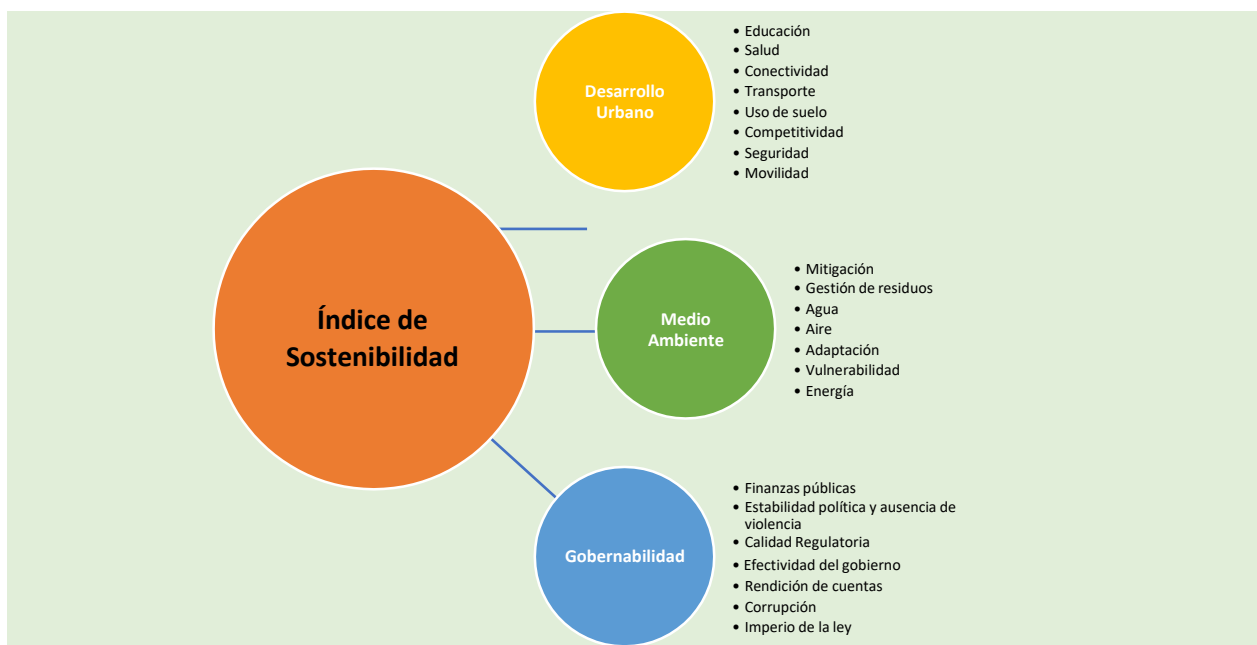 Índice de
Sostenibilidad
Desarrollo
Urbano
• Educación
• Salud
• Conectividad
• Transporte
• Uso de suelo
• Competitividad
• Seguridad
• Movilidad
Medio
Ambiente
• Mitigación
• Gestión de residuos
• Agua
• Aire
• Adaptación
• Vulnerabilidad
• Energía
Gobernabilidad
• Finanzas públicas
• Estabilidad política y ausencia de
violencia
• Calidad Regulatoria
• Efectividad del gobierno
• Rendición de cuentas
• Corrupción
• Imperio de la ley